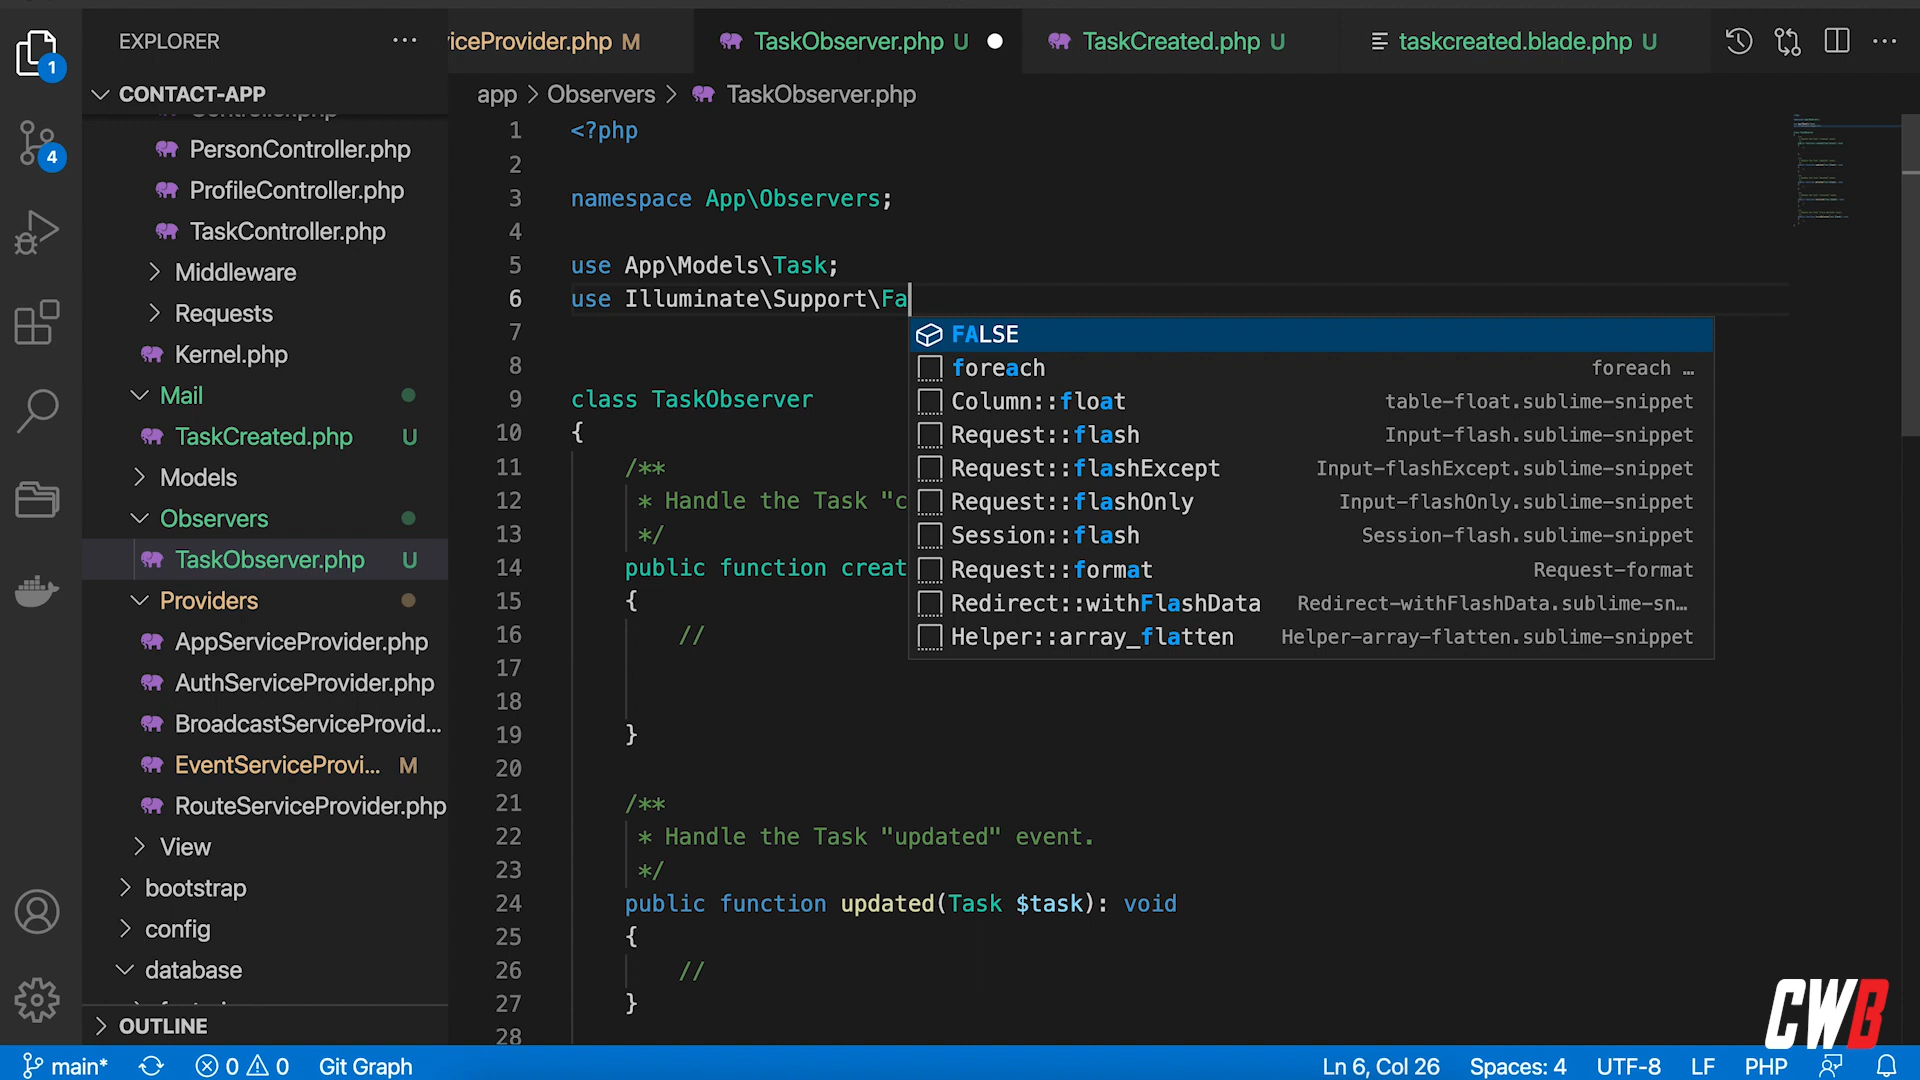 EXPLORER
CONTACT-APP
PersonController.php
ProfileController.php
TaskController.php
Middleware
Requests
Kernel.php
Mail
TaskCreated.php U
Models
Observers
TaskObserver.php U
Providers
AppServiceProvider.php
AuthServiceProvider.php
BroadcastServiceProvid...
EventServiceProvi... M
RouteServiceProvider.php
View
bootstrap
config
database
OUTLINE
1
4
iceProvider.php M
TaskObserver.php U
TaskCreated.php U
taskcreated.blade.php U
app > Observers > TaskObserver.php
1 <?php
2
3 namespace App\Observers;
4
5 use App\Models\Task;
6 use Illuminate\Support\Fa
7
8
9 class TaskObserver
10 {
11 /**
12 * Handle the Task "c
13 */
14 public function creat
15 {
16 //
17
18
19 }
20
21 /**
22 * Handle the Task "updated" event.
23 */
24 public function updated(Task $task): void
25 {
26 //
27 }
28
FALSE
foreach foreach …
Column::float table-float.sublime-snippet
Request::flash Input-flash.sublime-snippet
Request::flashExcept Input-flashExcept.sublime-snippet
Request::flashOnly Input-flashOnly.sublime-snippet
Session::flash Session-flash.sublime-snippet
Request::format Request-format
Redirect::withFlashData Redirect-withFlashData.sublime-sn…
Helper::array_flatten Helper-array-flatten.sublime-snippet
CWB
main* 0 0 Git Graph Ln 6, Col 26 Spaces: 4 UTF-8 LF PHP